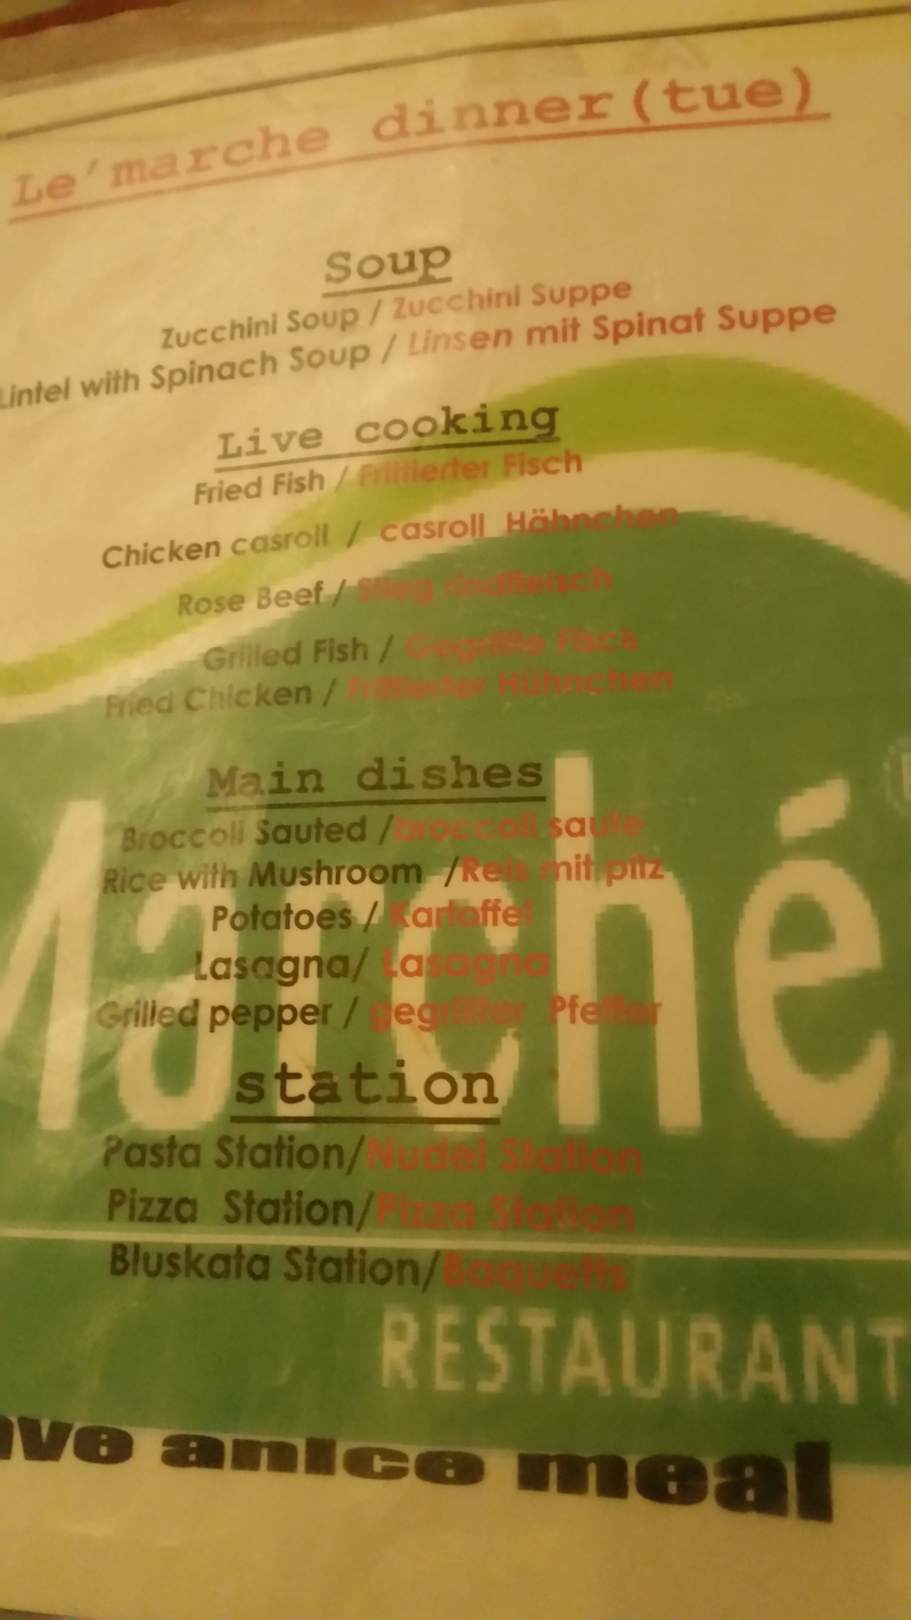 Le'marche dinner(tue)
Soup
Zucchini Soup / Zucchini Suppe
Lintel with Spinach Soup / Linsen mit Spinat Suppe
Live cooking
Fried Fish / Frittierter Fisch
Chicken casroll / casroll Hähnchen
Rose Beef / rindfleisch
Grilled Fish / Gegrillte Fisch
Fried Chicken / Frittierter Hühnchen
Main dishes
Broccoli Sauted /broccoli saute
Rice with Mushroom /Reis mit pilz
Potatoes / Kartoffel
Lasagna/ Lasagna
Grilled pepper / gegrillter Pfeffer
Marché
station
Pasta Station/Nudel Station
Pizza Station/Pizza Station
Bluskata Station/Baquetts
RESTAURANT
ave anice meal